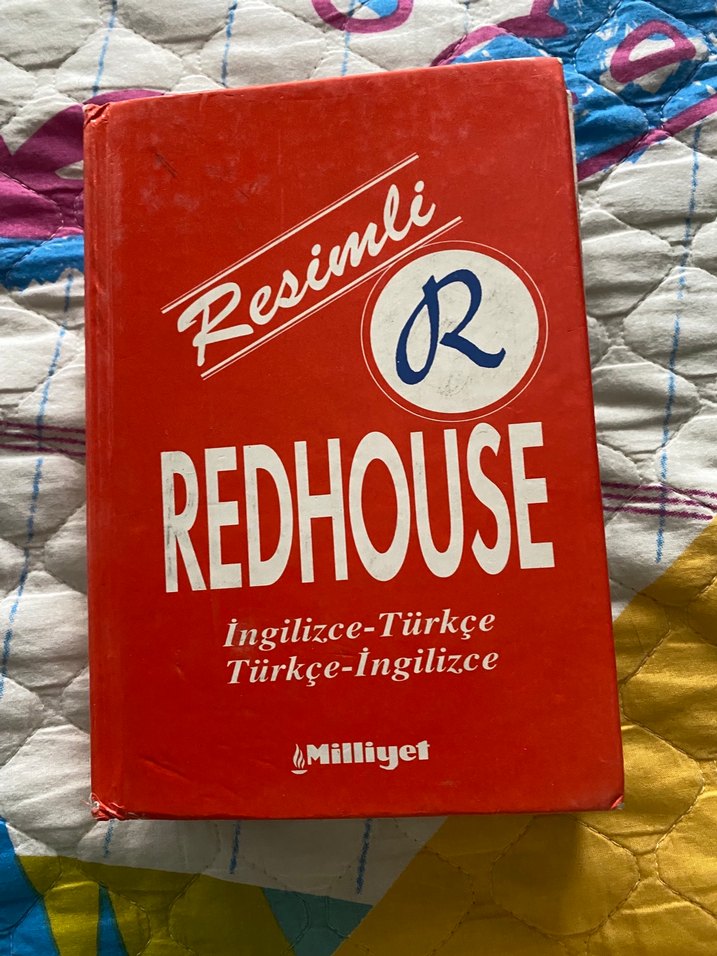 Resimli
R
REDHOUSE
İngilizce-Türkçe
Türkçe-İngilizce
Milliyet